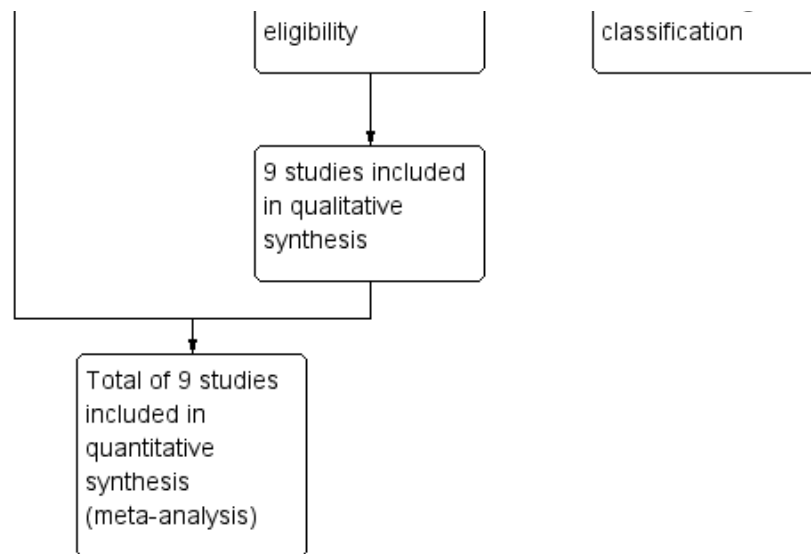 eligibility
classification
9 studies included
in qualitative
synthesis
Total of 9 studies
included in
quantitative
synthesis
(meta-analysis)